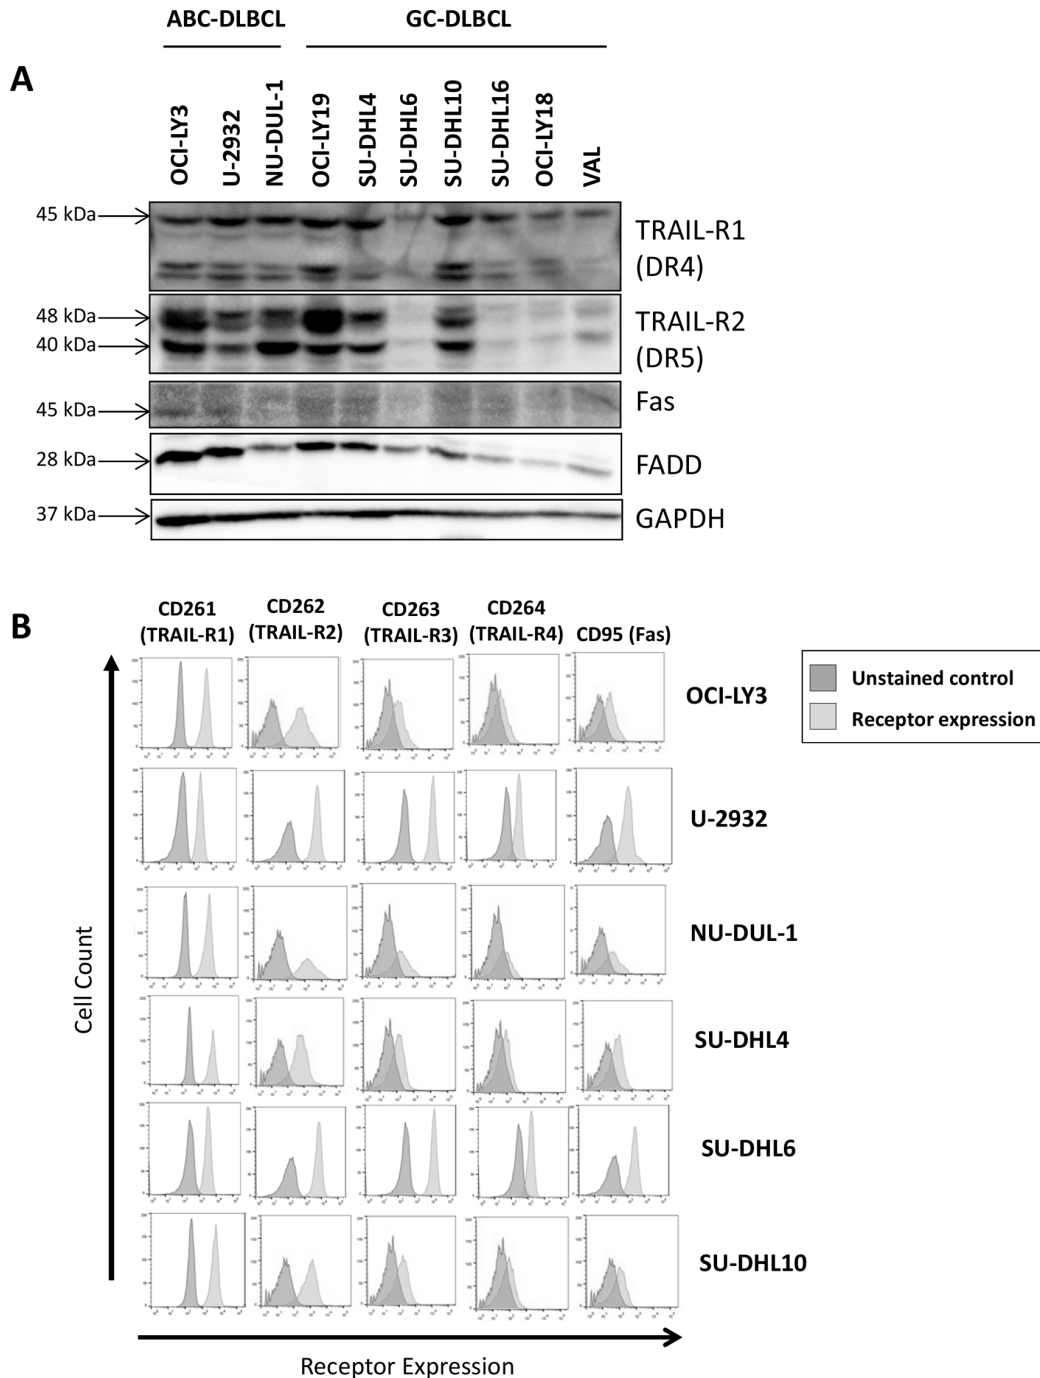 ABC-DLBCL GC-DLBCL
A
OCI-LY3 U-2932 NU-DUL-1 OCI-LY19 SU-DHL4 SU-DHL6 SU-DHL10 SU-DHL16 OCI-LY18 VAL
45 kDa
TRAIL-R1
(DR4)
48 kDa
TRAIL-R2
40 kDa
(DR5)
Fas
45 kDa
28 kDa
FADD
37 kDa
GAPDH
B
CD261 CD262 CD263 CD264
(TRAIL-R1) (TRAIL-R2) (TRAIL-R3) (TRAIL-R4) CD95 (Fas)
OCI-LY3
Unstained control
Receptor expression
U-2932
NU-DUL-1
Cell Count
SU-DHL4
SU-DHL6
SU-DHL10
Receptor Expression